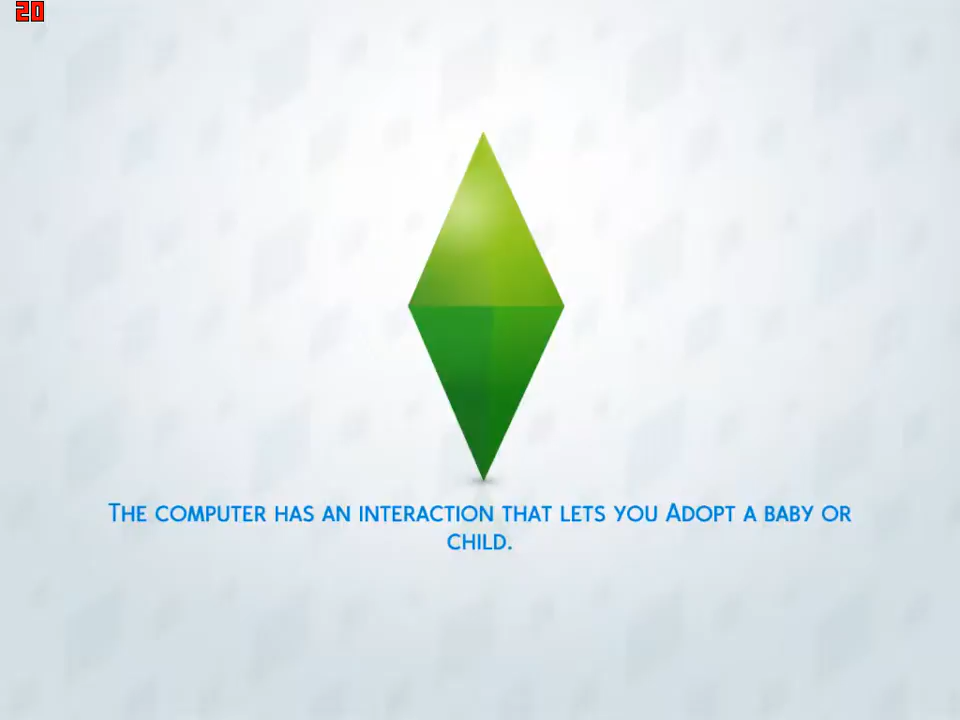 20
The computer has an interaction that lets you Adopt a baby or
child.